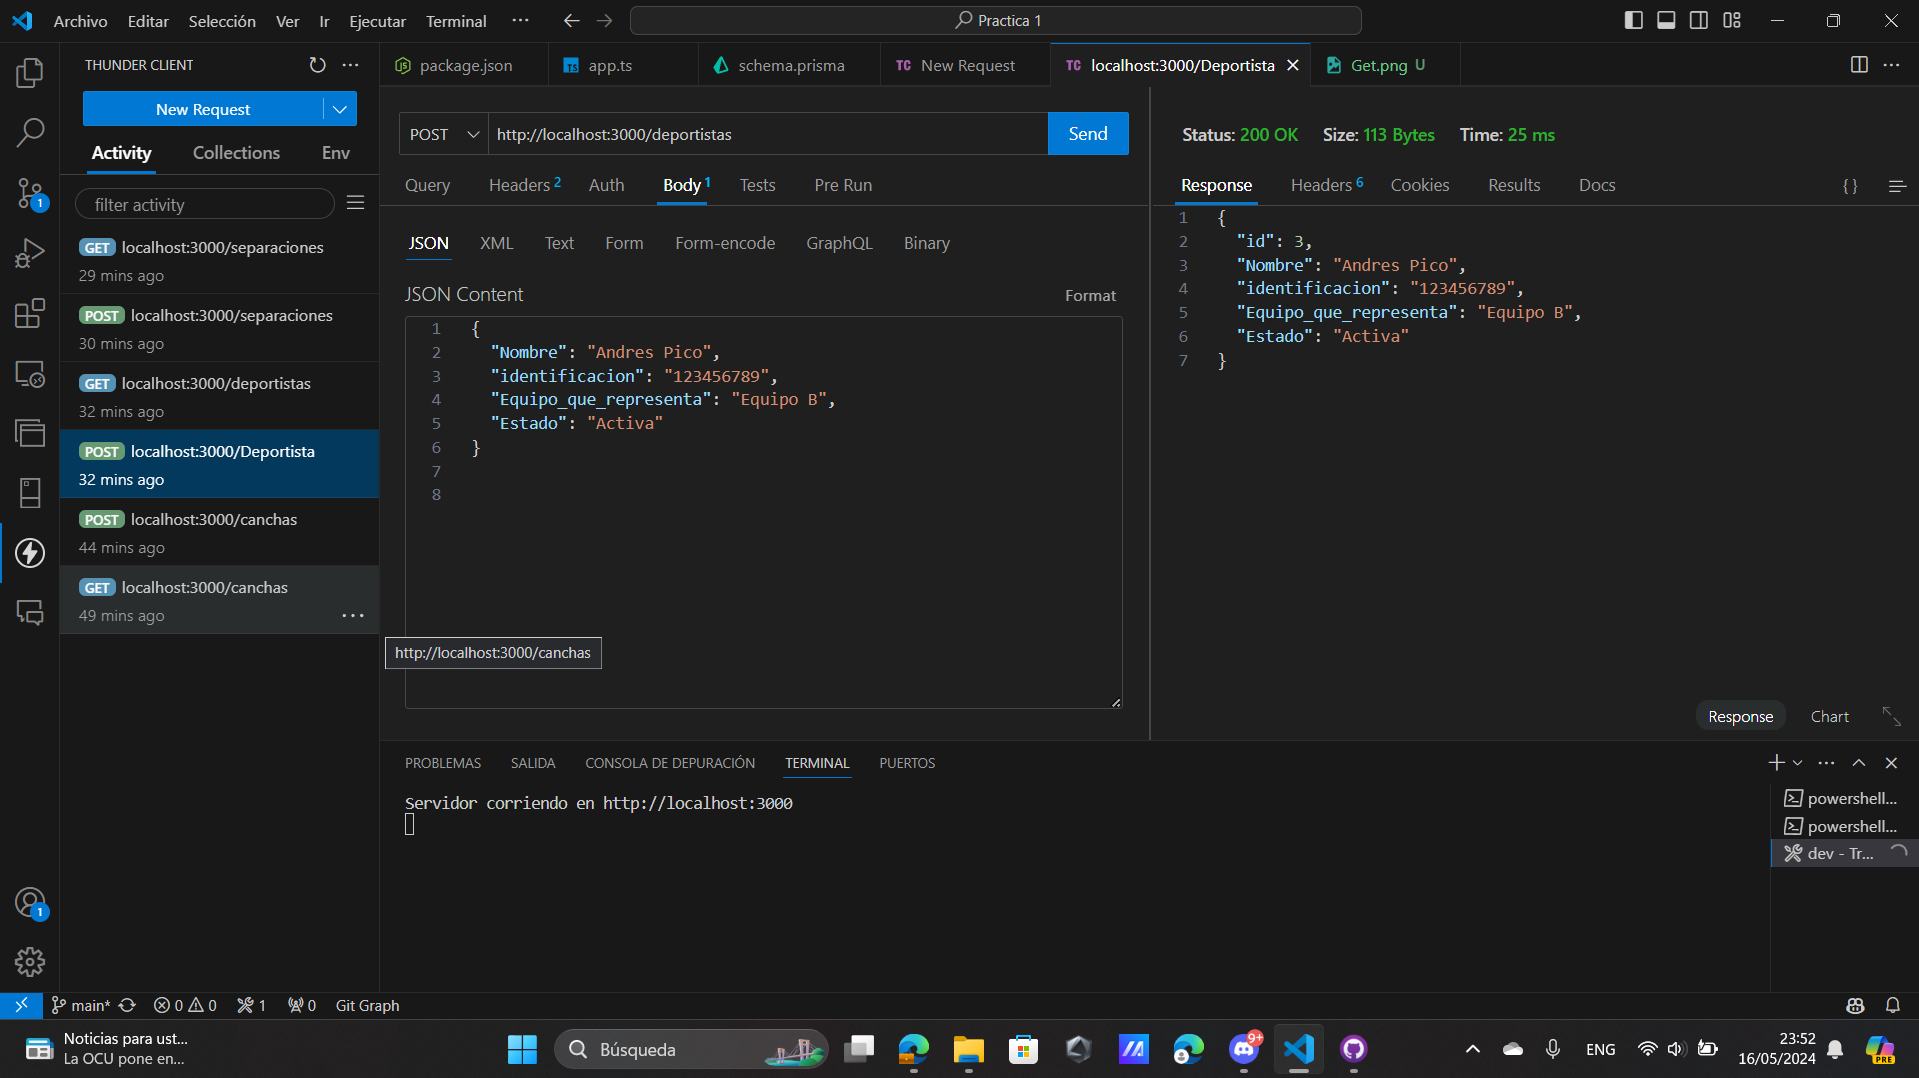 Archivo Editar Selección Ver Ir Ejecutar Terminal ··· Practica 1
THUNDER CLIENT
New Request
Activity Collections Env
filter activity
GET localhost:3000/separaciones
29 mins ago
POST localhost:3000/separaciones
30 mins ago
GET localhost:3000/deportistas
32 mins ago
POST localhost:3000/Deportista
32 mins ago
POST localhost:3000/canchas
44 mins ago
GET localhost:3000/canchas
49 mins ago
1
1
package.json
TS app.ts
schema.prisma
TC New Request
TC localhost:3000/Deportista
Get.png U
POST http://localhost:3000/deportistas Send
Query Headers 2 Auth Body 1 Tests Pre Run
JSON XML Text Form Form-encode GraphQL Binary
JSON Content Format
1 {
2 "Nombre": "Andres Pico",
3 "identificacion": "123456789",
4 "Equipo_que_representa": "Equipo B",
5 "Estado": "Activa"
6 }
7
8
http://localhost:3000/canchas
Status: 200 OK Size: 113 Bytes Time: 25 ms
Response Headers 6 Cookies Results Docs { }
1 {
2 "id": 3,
3 "Nombre": "Andres Pico",
4 "identificacion": "123456789",
5 "Equipo_que_representa": "Equipo B",
6 "Estado": "Activa"
7 }
Response Chart
PROBLEMAS SALIDA CONSOLA DE DEPURACIÓN TERMINAL PUERTOS
Servidor corriendo en http://localhost:3000
powershell...
powershell...
dev - Tr...
main* 0 0 1 0 Git Graph
Noticias para ust...
La OCU pone en...
Búsqueda
9+
ENG
23:52
16/05/2024
PRE